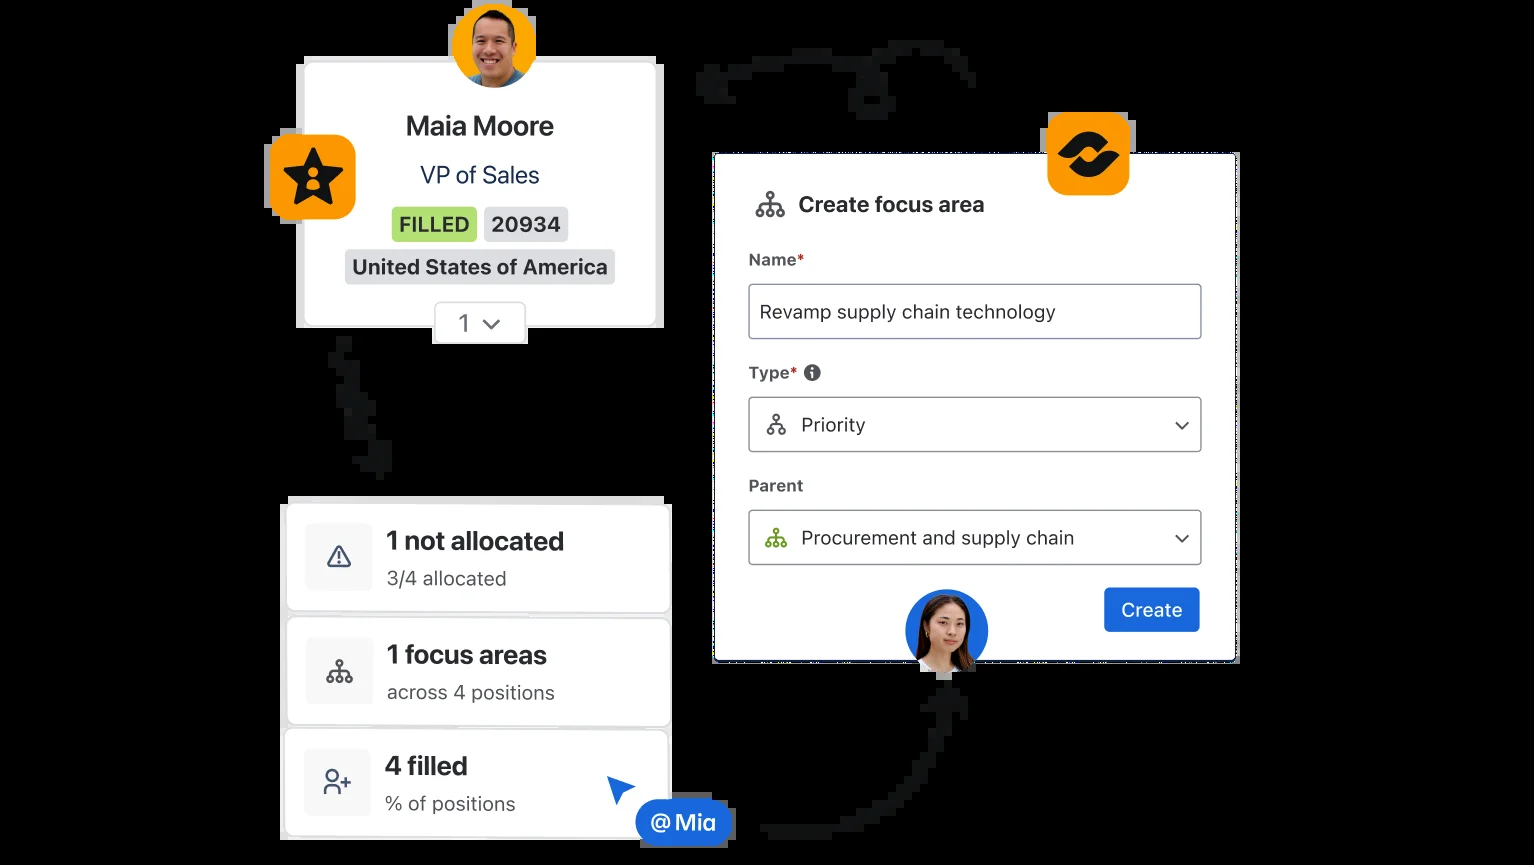 Maia Moore
VP of Sales
FILLED 20934
United States of America
1
1 not allocated
3/4 allocated
1 focus areas
across 4 positions
4 filled
% of positions
@Mia
Create focus area
Name*
Revamp supply chain technology
Type*
Priority
Parent
Procurement and supply chain
Create